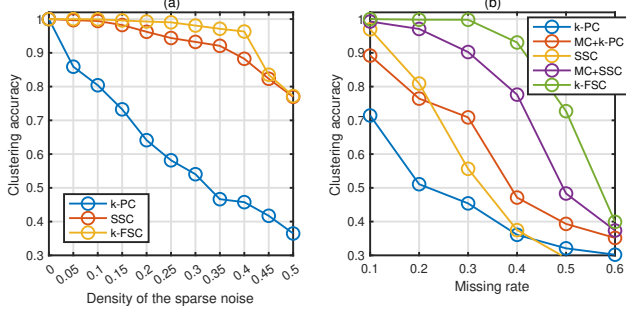 (a)
Clustering accuracy
1
0.9
0.8
0.7
0.6
0.5
0.4
0.3
k-PC
SSC
k-FSC
0 0.05 0.1 0.15 0.2 0.25 0.3 0.35 0.4 0.45 0.5
Density of the sparse noise
(b)
Clustering accuracy
1
0.9
0.8
0.7
0.6
0.5
0.4
0.3
k-PC
MC+k-PC
SSC
MC+SSC
k-FSC
0.1 0.2 0.3 0.4 0.5 0.6
Missing rate